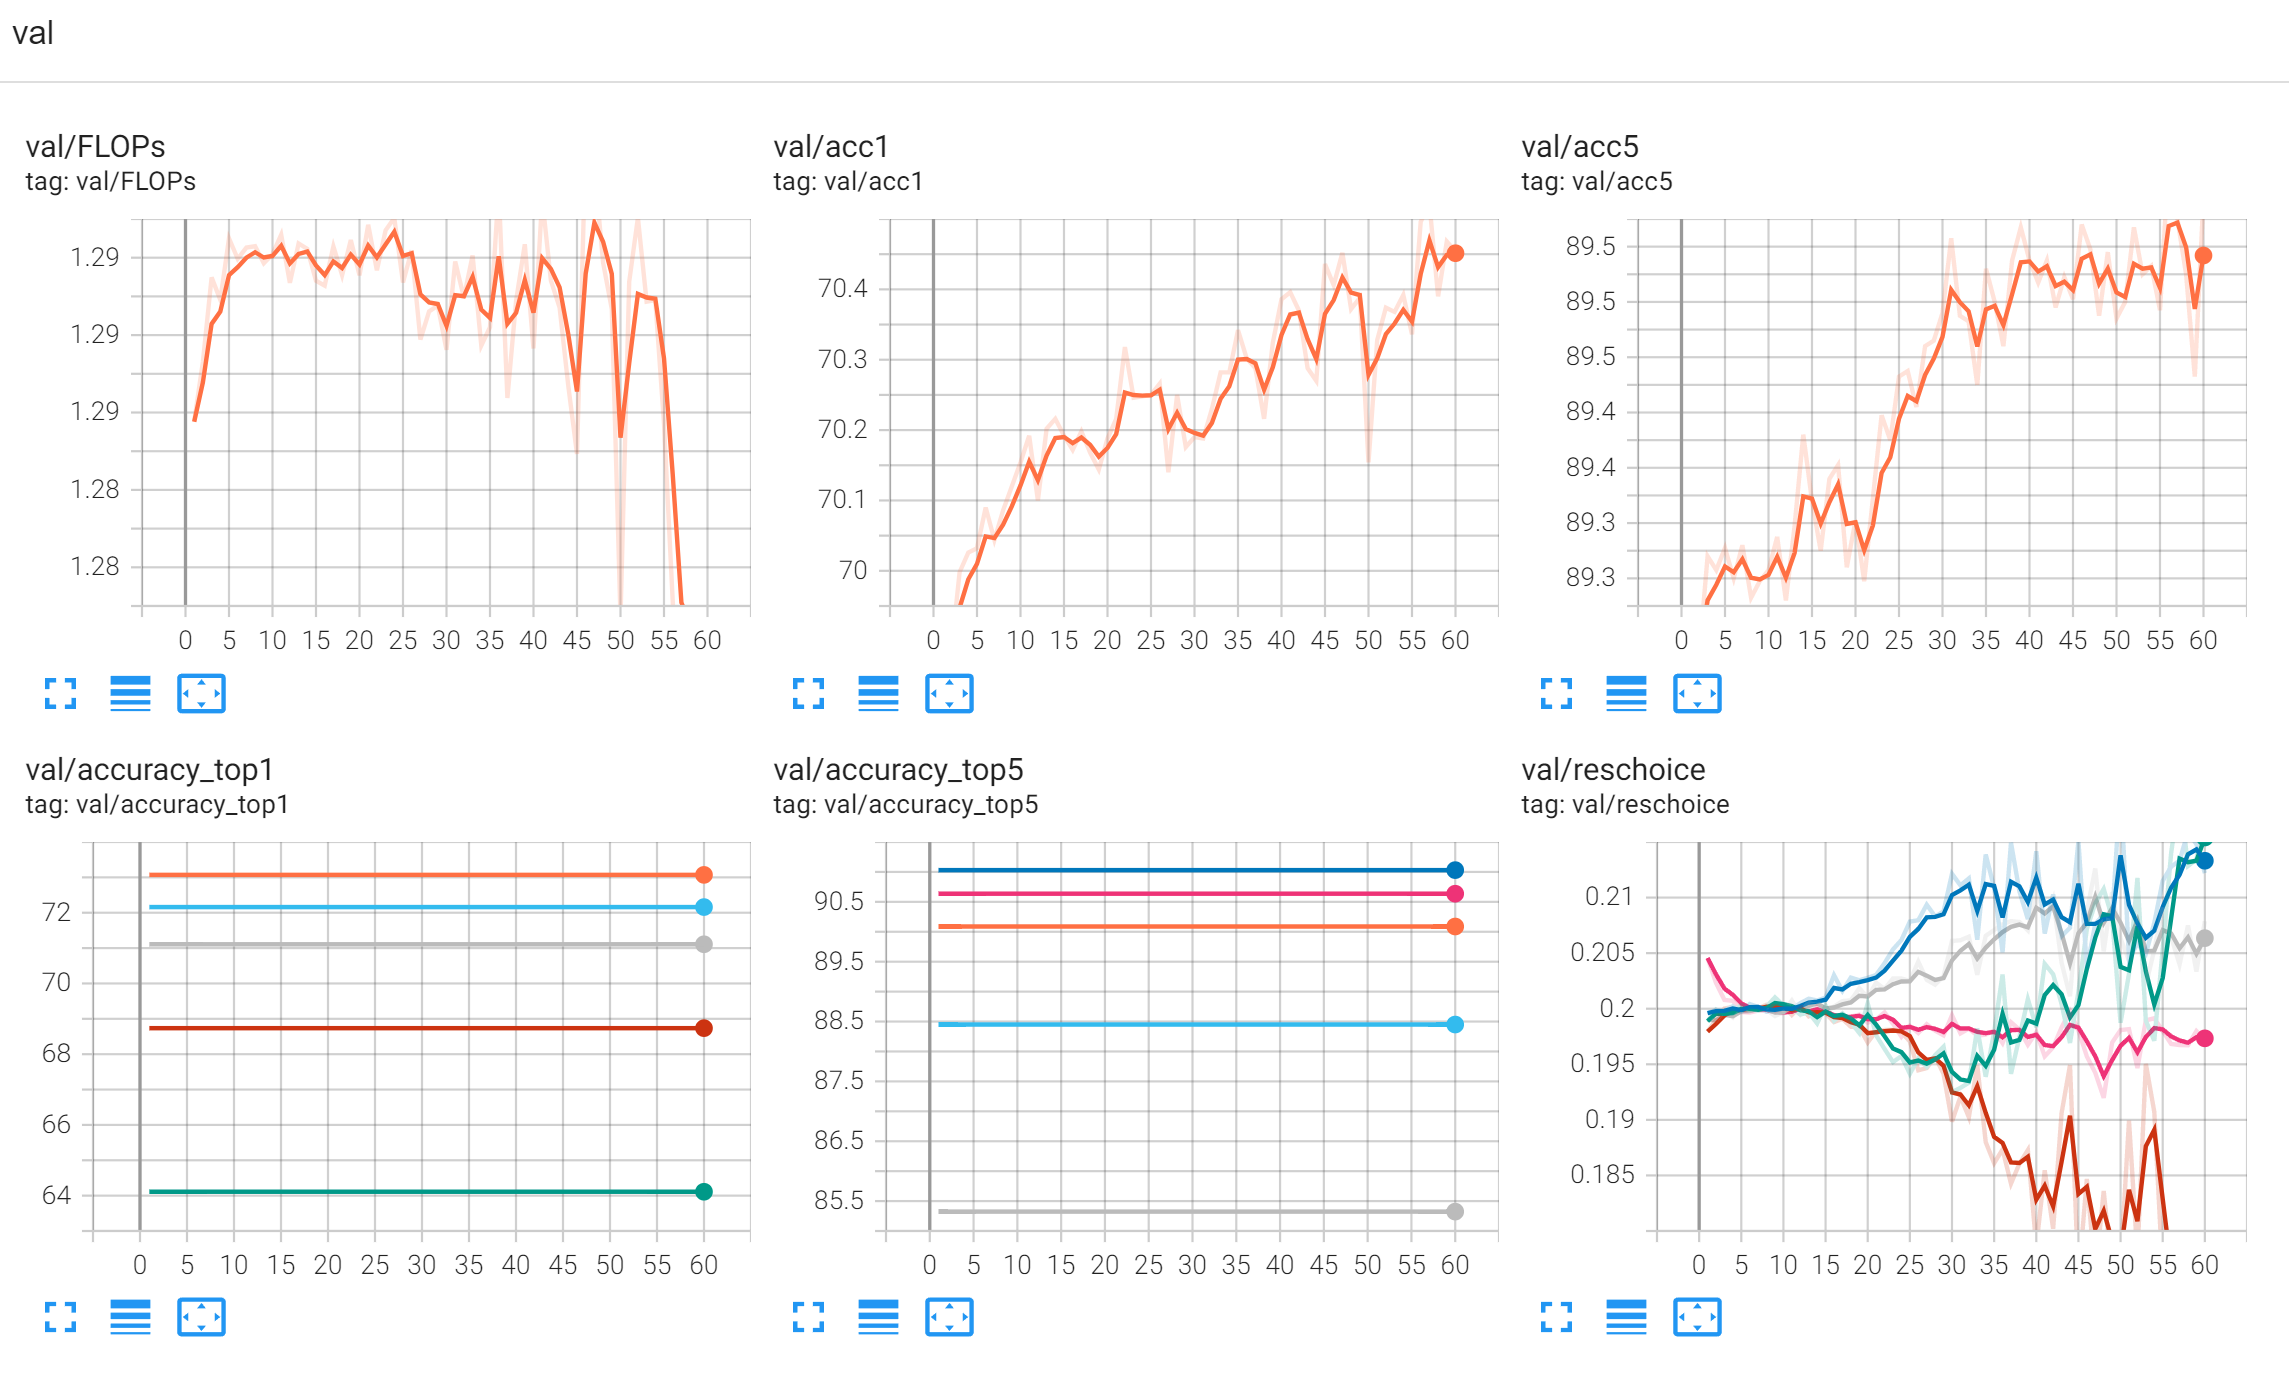 val
val/FLOPs
tag: val/FLOPs
1.29
1.29
1.29
1.28
1.28
0 5 10 15 20 25 30 35 40 45 50 55 60
val/acc1
tag: val/acc1
70.4
70.3
70.2
70.1
70
0 5 10 15 20 25 30 35 40 45 50 55 60
val/acc5
tag: val/acc5
89.5
89.5
89.5
89.4
89.4
89.3
89.3
0 5 10 15 20 25 30 35 40 45 50 55 60
val/accuracy_top1
tag: val/accuracy_top1
72
70
68
66
64
0 5 10 15 20 25 30 35 40 45 50 55 60
val/accuracy_top5
tag: val/accuracy_top5
90.5
89.5
88.5
87.5
86.5
85.5
0 5 10 15 20 25 30 35 40 45 50 55 60
val/reschoice
tag: val/reschoice
0.21
0.205
0.2
0.195
0.19
0.185
0 5 10 15 20 25 30 35 40 45 50 55 60